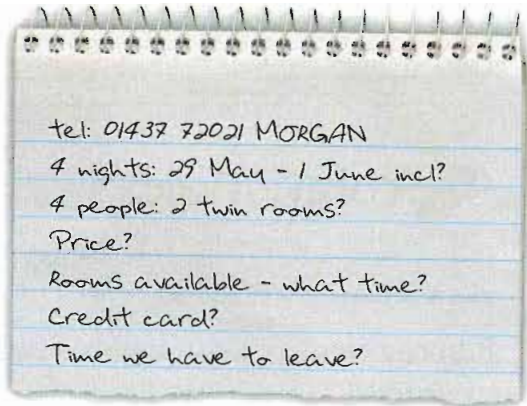 tel: 01437 72021 MORGAN
4 nights: 29 May - 1 June incl?
4 people: 2 twin rooms?
Price?
Rooms available - what time?
Credit card?
Time we have to leave?